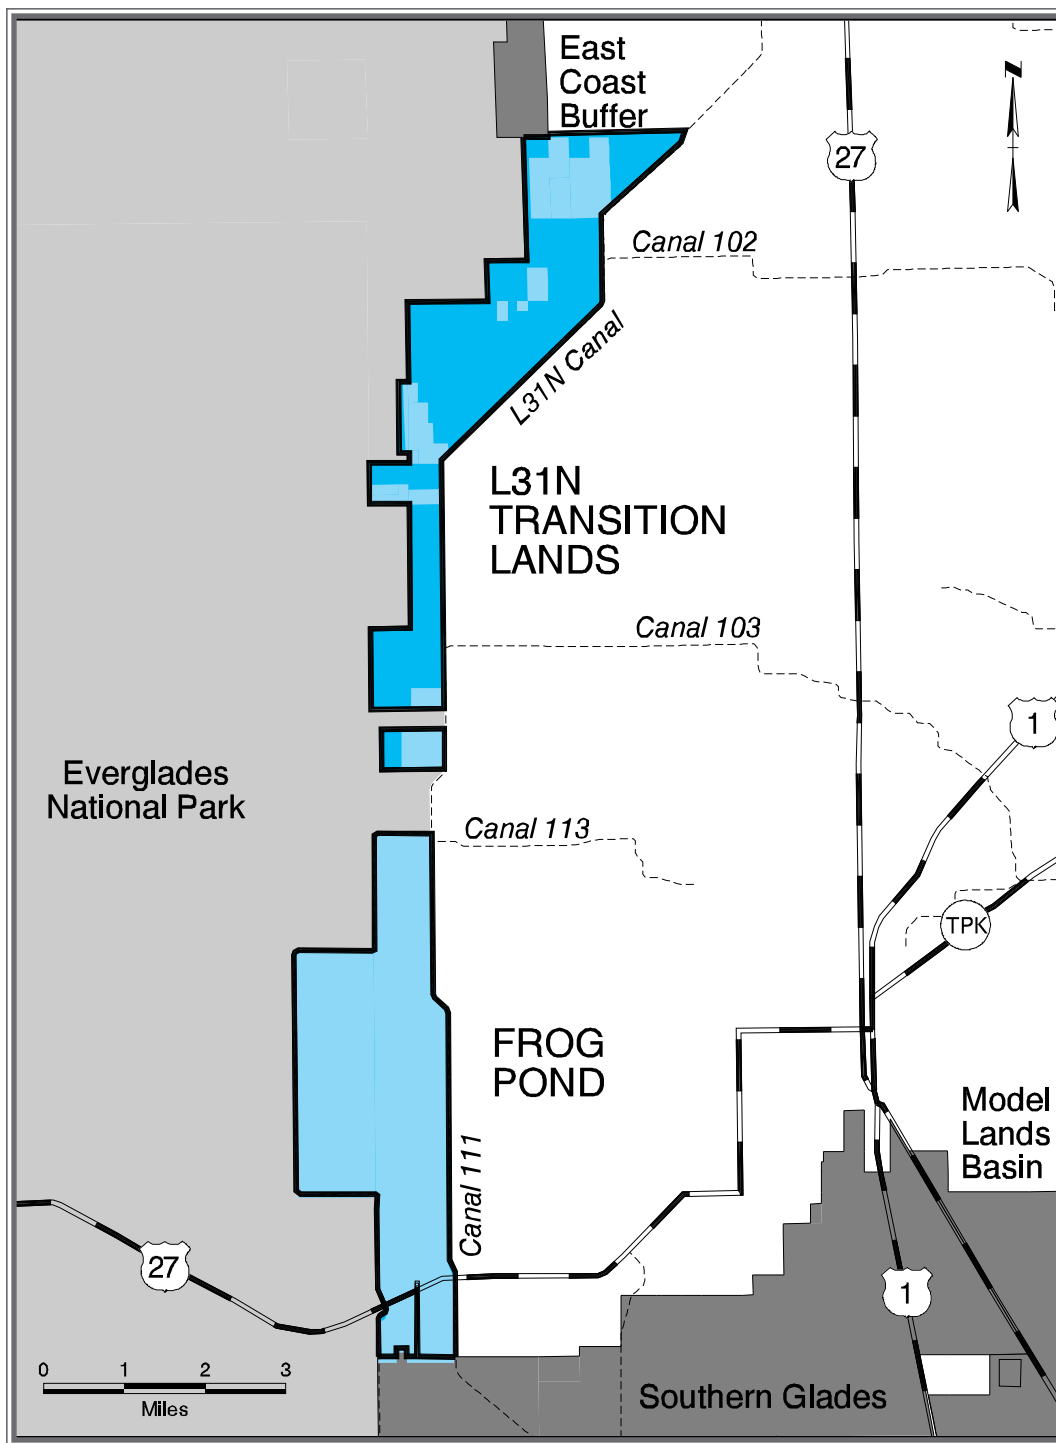 East
Coast
Buffer
N
27
Canal 102
L31N Canal
L31N
TRANSITION
LANDS
Canal 103
1
Everglades
National Park
Canal 113
TPK
FROG
POND
Model
Lands
Basin
Canal 111
27
1
0 1 2 3
Miles
Southern Glades